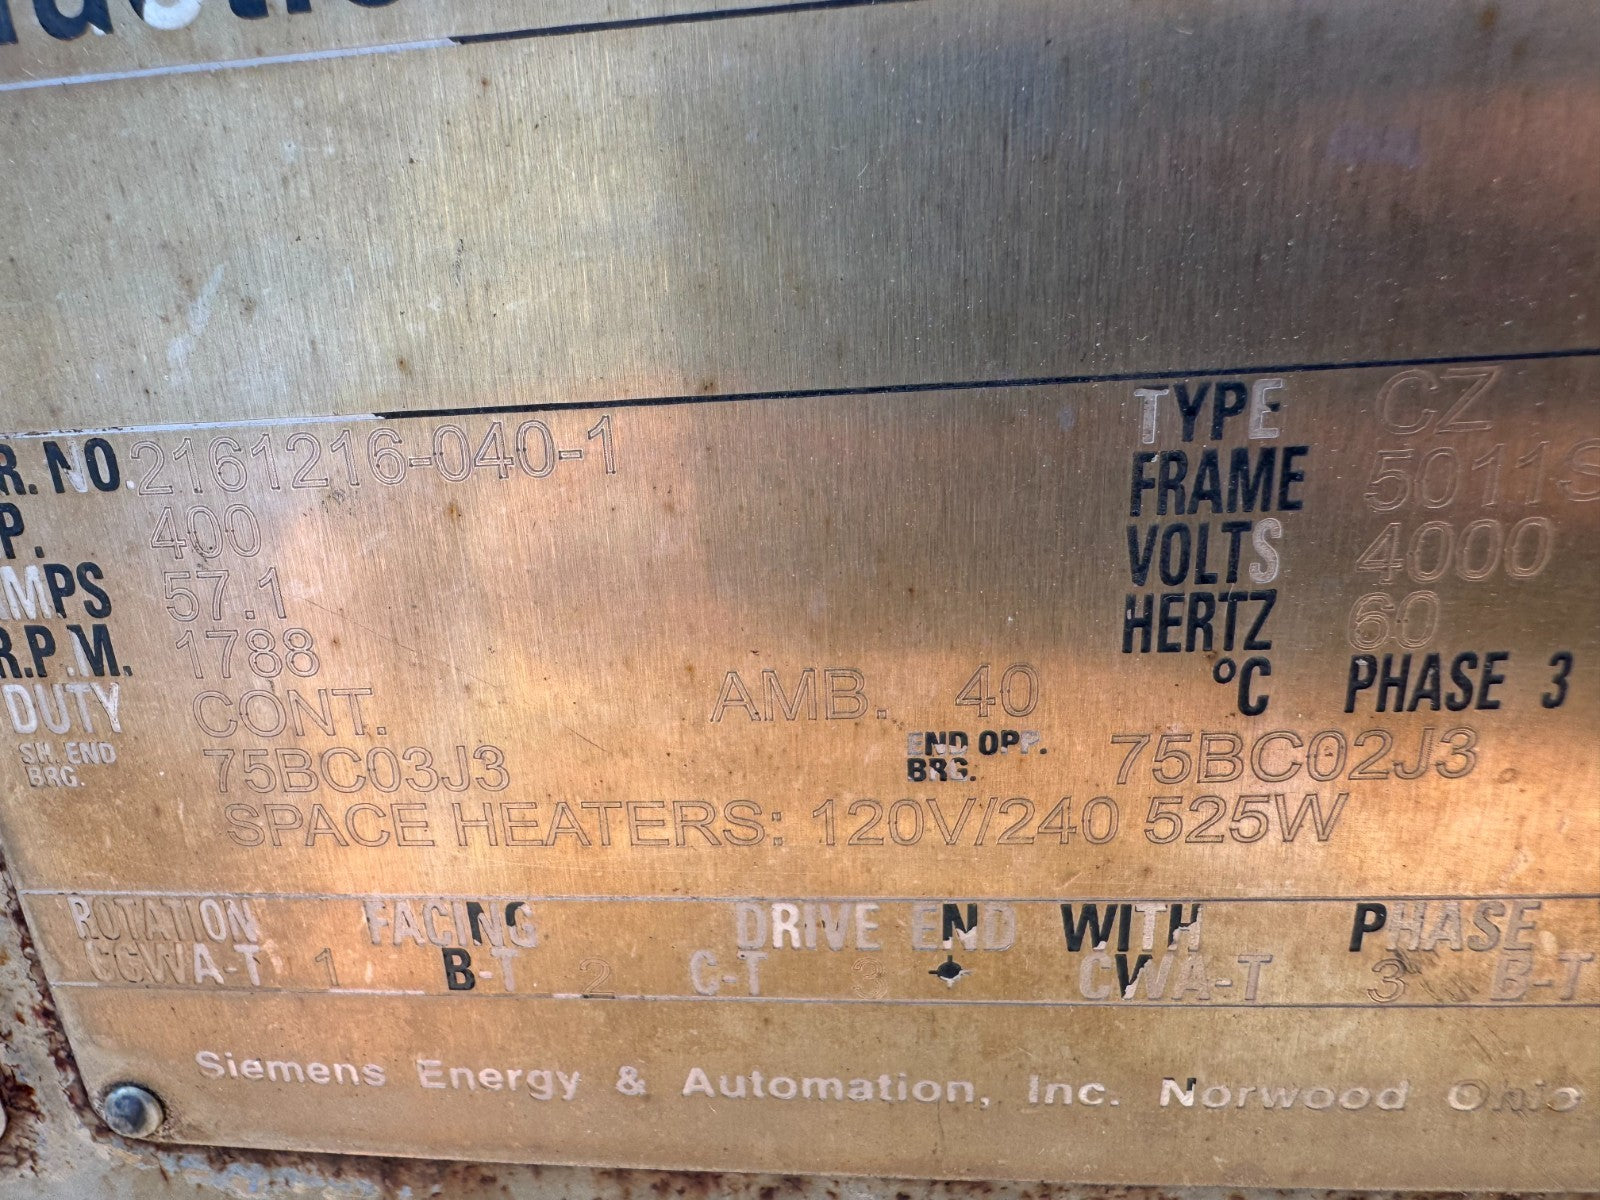 R. NO. 2161216-040-1 TYPE CZ
P. 400 FRAME 5011S
AMPS 57.1 VOLTS 4000
R.P.M. 1788 HERTZ 60
DUTY CONT. AMB. 40 °C PHASE 3
SH. END BRG. 75BC03J3 END OPP. BRG. 75BC02J3
SPACE HEATERS: 120V/240 525W
ROTATION FACING DRIVE END WITH PHASE
CCWA-T 1 B-T 2 C-T 3 CWA-T 3 B-T
Siemens Energy & Automation, Inc. Norwood Ohio